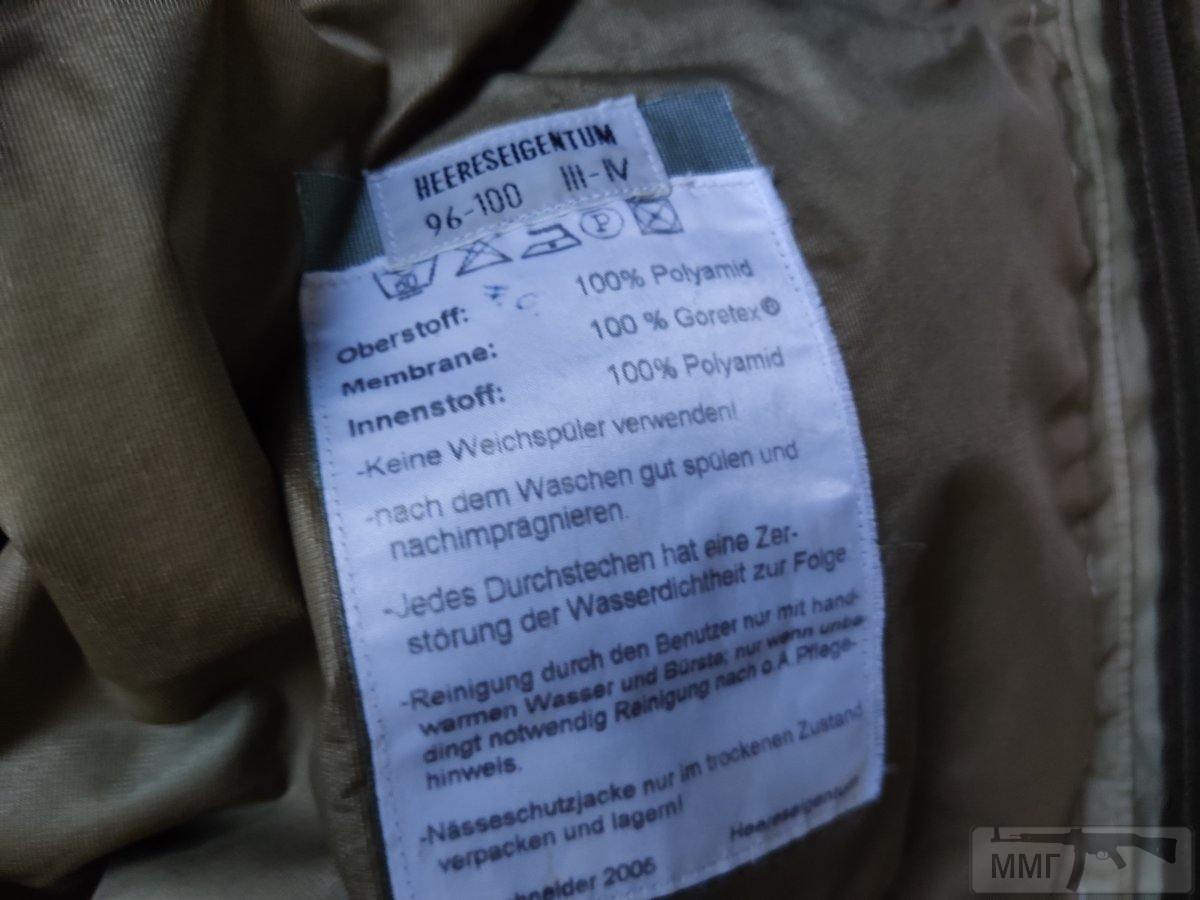 HEERESEIGENTUM
96-100 III-IV
60 P
Oberstoff: 100% Polyamid
Membrane: 100 % Goretex®
Innenstoff: 100% Polyamid
-Keine Weichspüler verwenden!
-nach dem Waschen gut spülen und
nachimprägnieren.
-Jedes Durchstechen hat eine Zer-
störung der Wasserdichtheit zur Folge
-Reinigung durch den Benutzer nur mit hand-
warmen Wasser und Bürste; nur wenn unbe-
dingt notwendig Reinigung nach o.A.Pflege-
hinweis.
-Nässeschutzjacke nur im trockenen Zustand
verpacken und lagern!
Heereseigentum
hneider 2006
ММГ